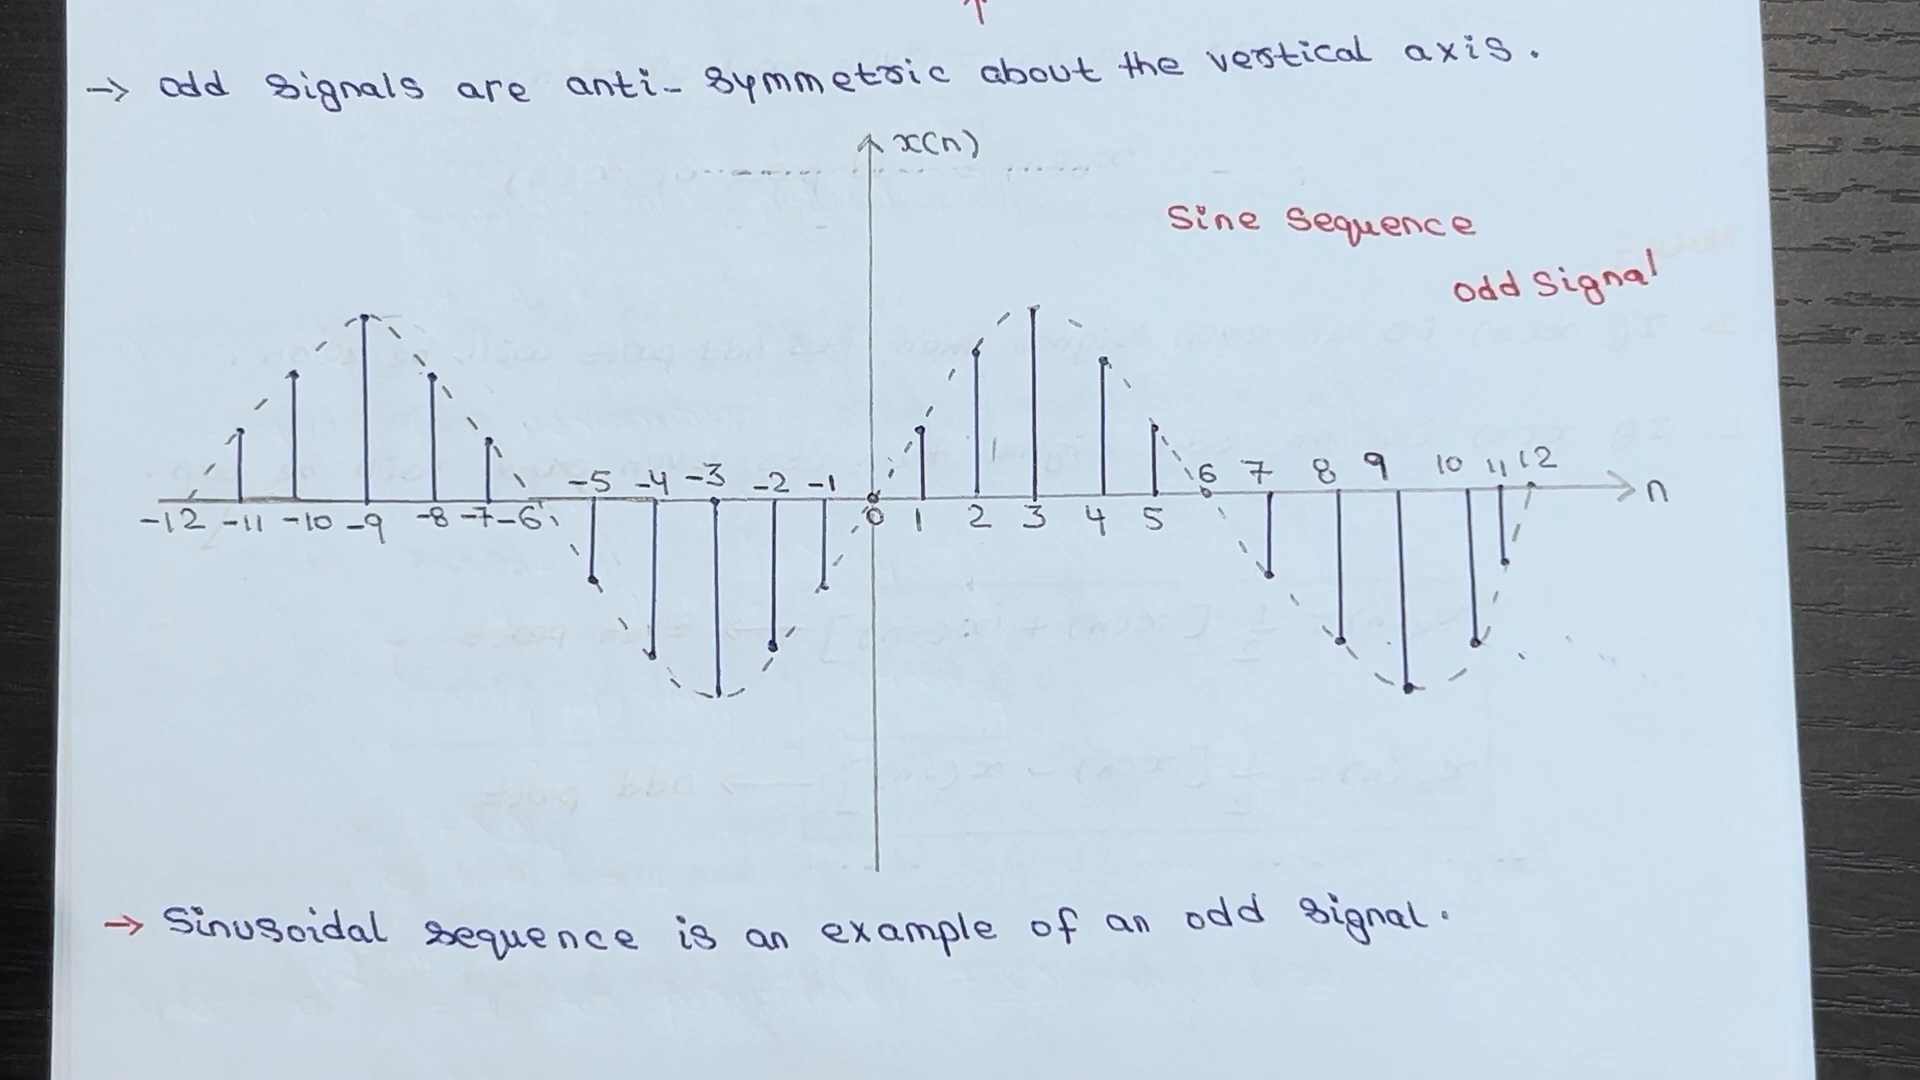 → odd signals are anti-symmetric about the vertical axis.
x(n)
Sine Sequence
odd Signal
-5 -4 -3 -2 -1 6 7 8 9 10 11 12
-12 -11 -10 -9 -8 -7 -6 0 1 2 3 4 5 n
→ Sinusoidal sequence is an example of an odd signal.